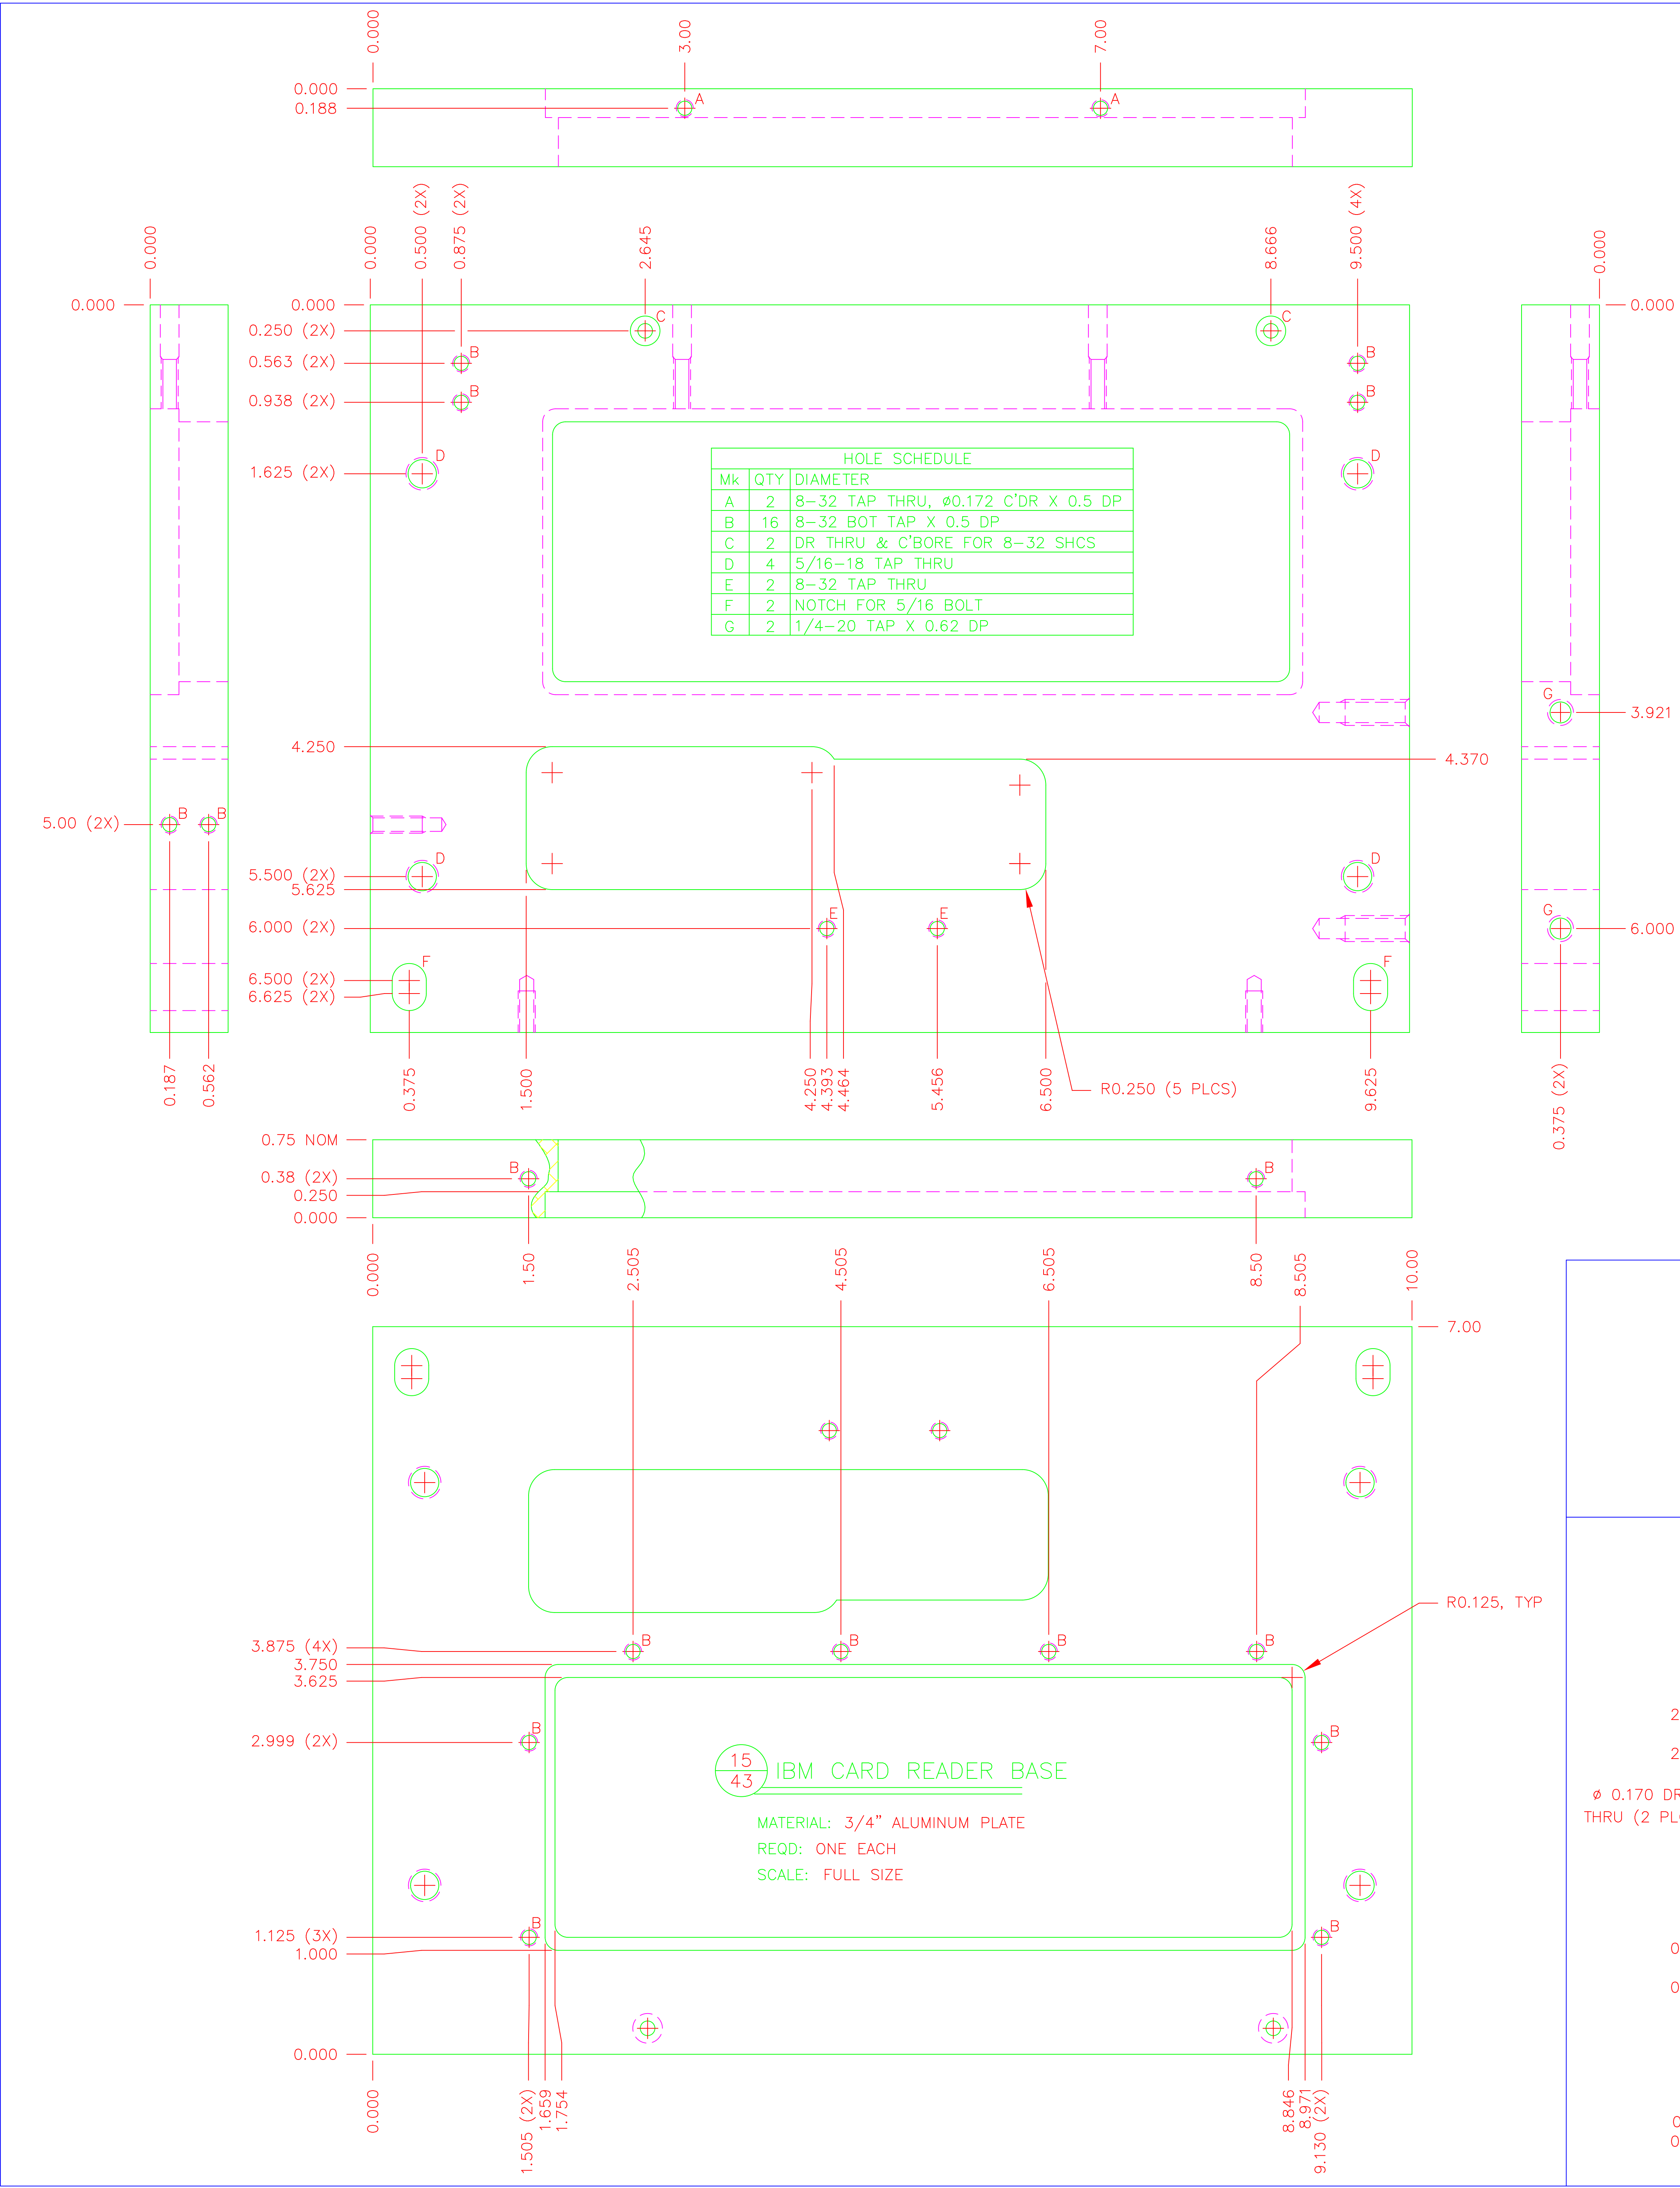 0.000
3.00
7.00
0.000
0.188
A
A
0.000
0.000
0.500 (2X)
0.875 (2X)
2.645
8.666
9.500 (4X)
0.000
0.000
0.000
0.000
0.250 (2X)
C
C
0.563 (2X)
B
B
0.938 (2X)
B
B
1.625 (2X)
D
D
HOLE SCHEDULE
Mk QTY DIAMETER
A 2 8-32 TAP THRU, Ø0.172 C'DR X 0.5 DP
B 16 8-32 BOT TAP X 0.5 DP
C 2 DR THRU & C'BORE FOR 8-32 SHCS
D 4 5/16-18 TAP THRU
E 2 8-32 TAP THRU
F 2 NOTCH FOR 5/16 BOLT
G 2 1/4-20 TAP X 0.62 DP
G
3.921
4.250
4.370
5.00 (2X)
B
B
D
D
5.500 (2X)
5.625
E
E
6.000 (2X)
G
6.000
F
F
6.500 (2X)
6.625 (2X)
0.187
0.562
0.375
1.500
4.250
4.393
4.464
5.456
6.500
R0.250 (5 PLCS)
9.625
0.375 (2X)
0.75 NOM
0.38 (2X)
B
B
0.250
0.000
0.000
1.50
2.505
4.505
6.505
8.50
8.505
10.00
7.00
R0.125, TYP
3.875 (4X)
B
B
B
B
3.750
3.625
2.999 (2X)
B
B
15
43
IBM CARD READER BASE
MATERIAL: 3/4" ALUMINUM PLATE
REQD: ONE EACH
SCALE: FULL SIZE
2
2
Ø 0.170 DR
THRU (2 PL
1.125 (3X)
B
B
1.000
0
0
0.000
0.000
1.505 (2X)
1.659
1.754
8.846
8.971
9.130 (2X)
0
0